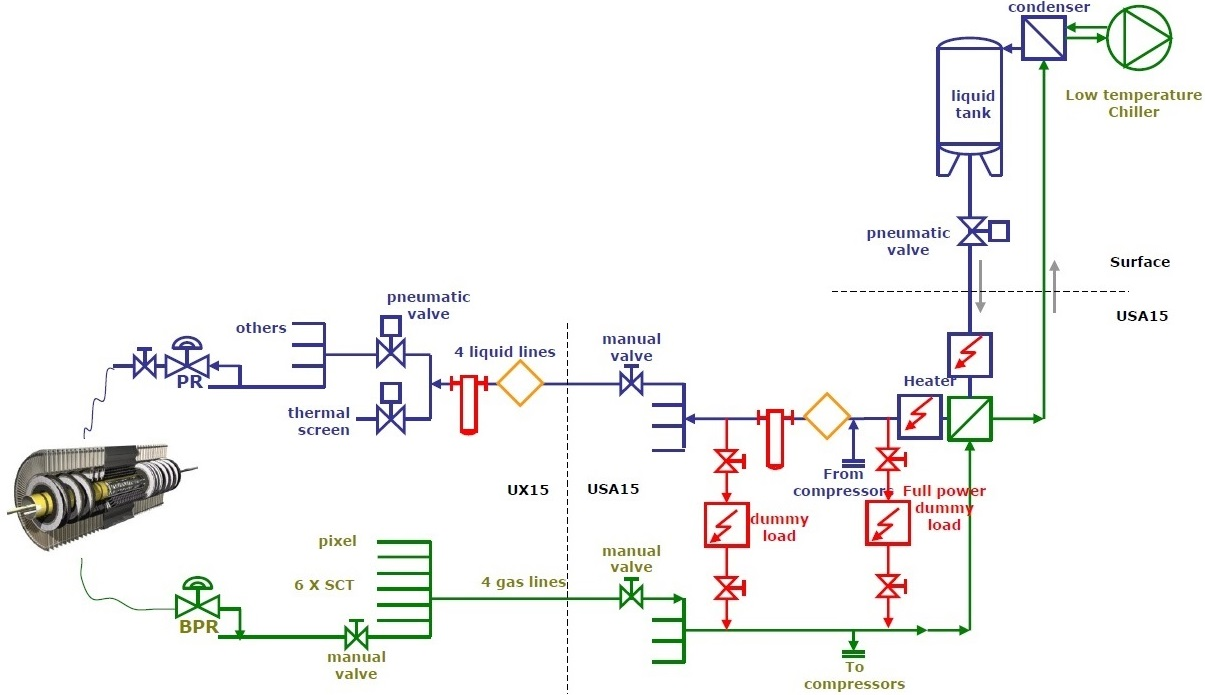 condenser
liquid
tank
Low temperature
Chiller
pneumatic
valve
Surface
USA15
pneumatic
valve
others
4 liquid lines
manual
valve
PR
Heater
thermal
screen
From
compressors
Full power
dummy
load
dummy
load
UX15
USA15
pixel
6 X SCT
4 gas lines
manual
valve
BPR
manual
valve
To
compressors